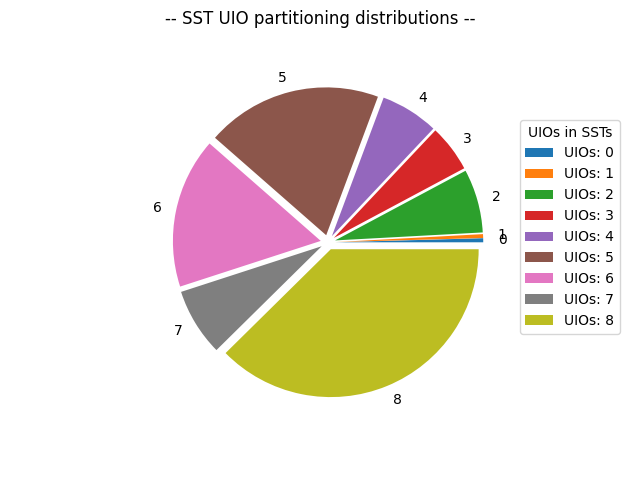 -- SST UIO partitioning distributions --
5
4
3
6
2
1
0
7
8
UIOs in SSTs
UIOs: 0
UIOs: 1
UIOs: 2
UIOs: 3
UIOs: 4
UIOs: 5
UIOs: 6
UIOs: 7
UIOs: 8